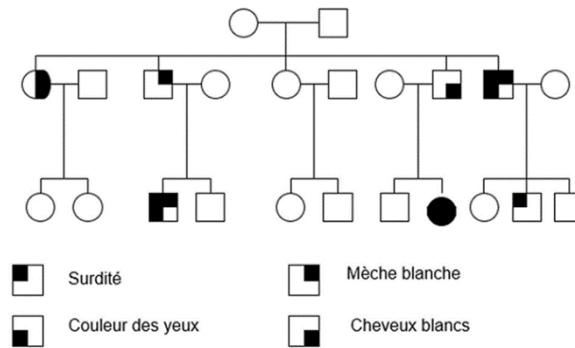 Surdité
Mèche blanche
Couleur des yeux
Cheveux blancs